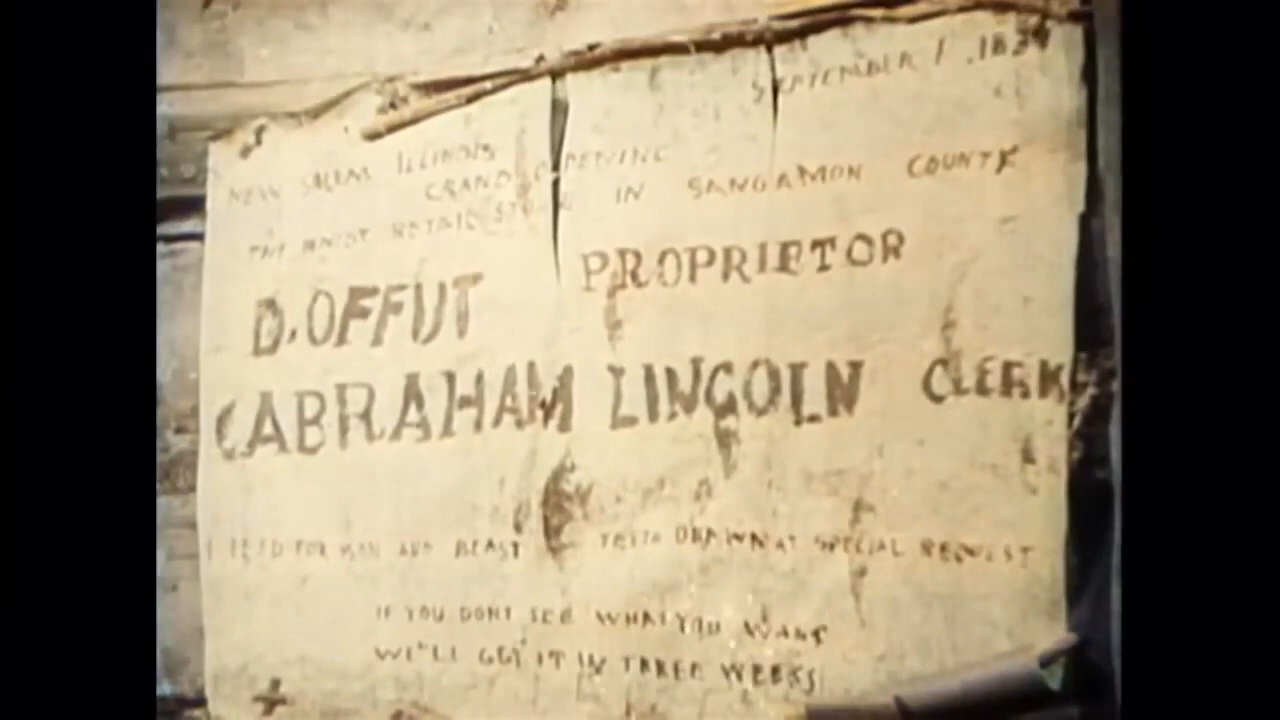 SEPTEMBER 1, 183
NEW SALEM ILLINOIS
GRAND OPENING
RETAIL STORE IN SANGAMON COUNTY
D. OFFUT PROPRIETOR
ABRAHAM LINCOLN CLERK
FEED FOR MAN AND BEAST TEETH DRAWN AT SPECIAL REQUEST
IF YOU DONT SEE WHAT YOU WANT
WE'LL GET IT IN THREE WEEKS